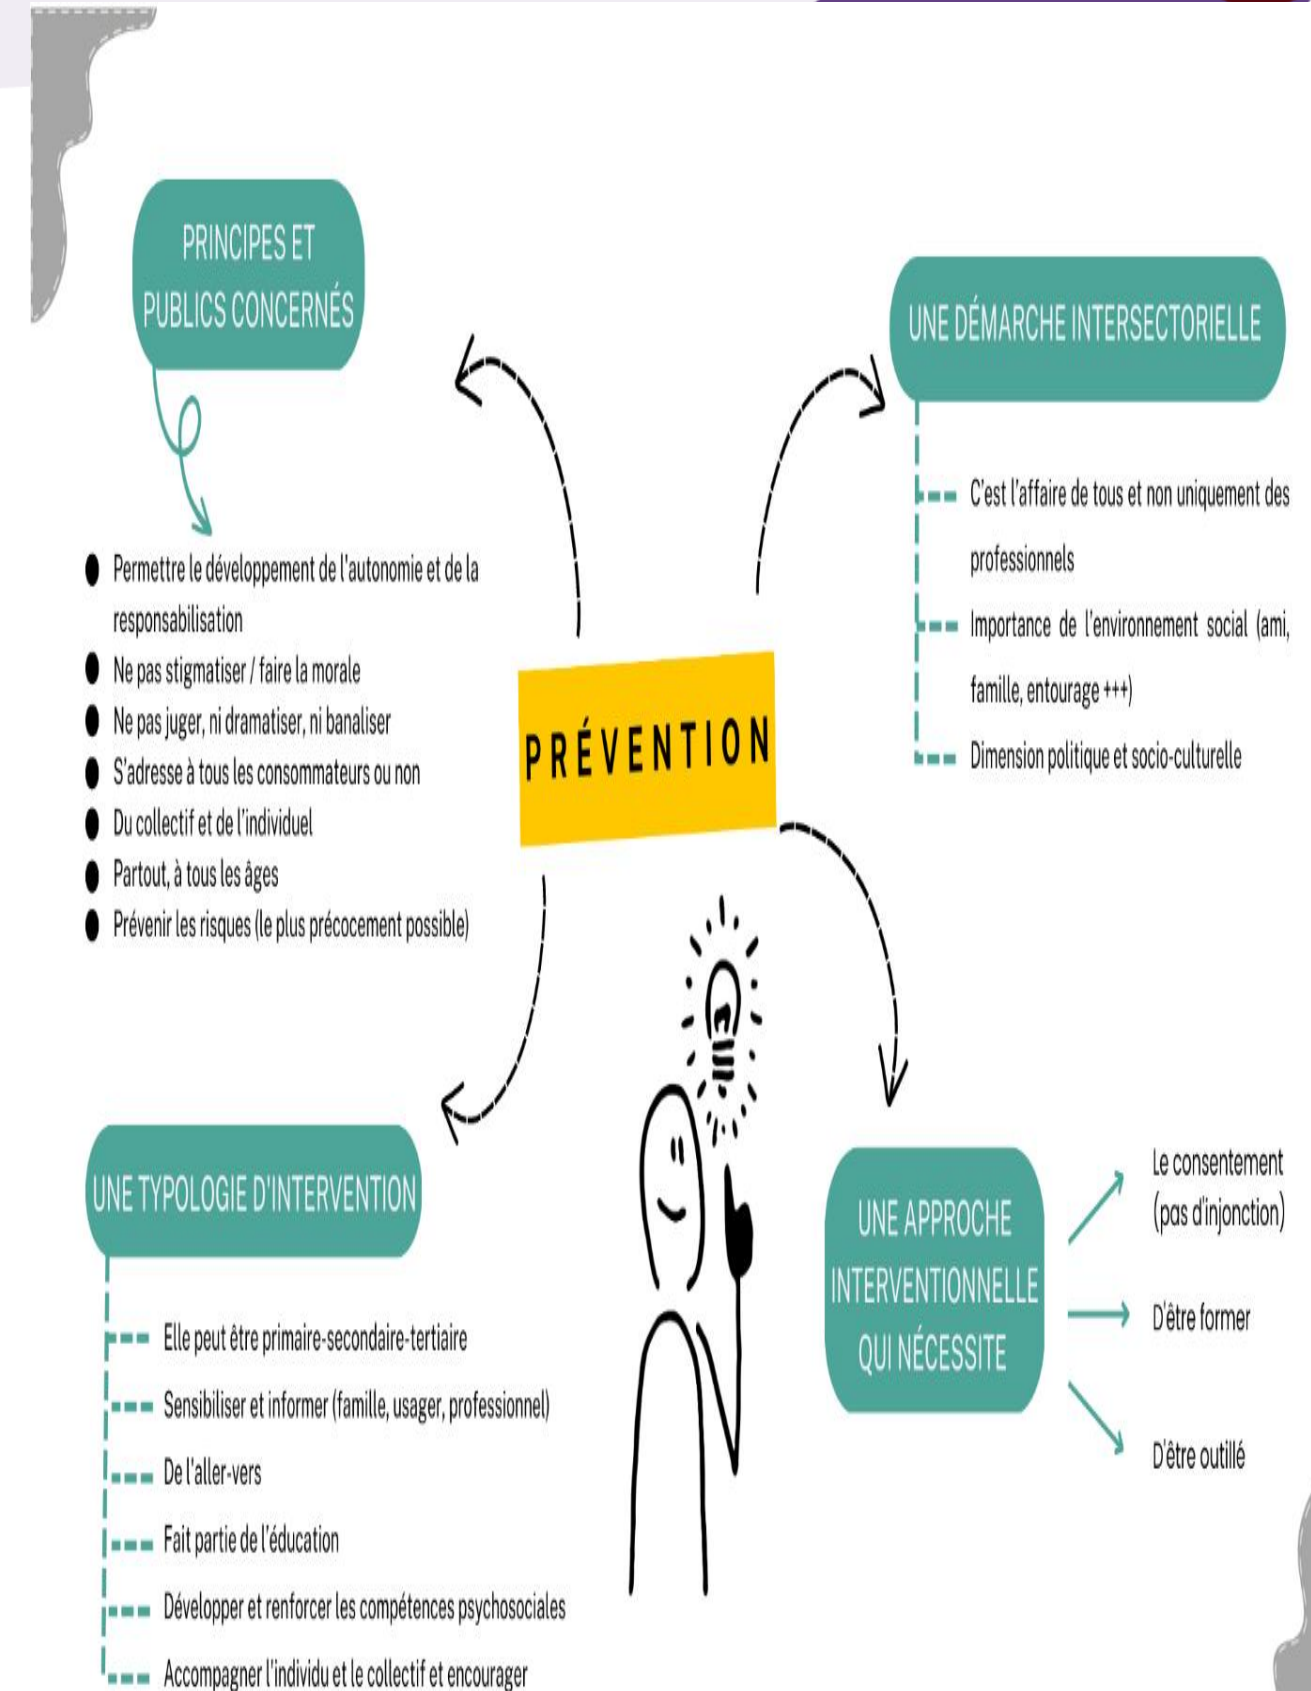 PRINCIPES ET
PUBLICS CONCERNÉS
Permettre le développement de l'autonomie et de la
responsabilisation
Ne pas stigmatiser / faire la morale
Ne pas juger, ni dramatiser, ni banaliser
S'adresse à tous les consommateurs ou non
Du collectif et de l'individuel
Partout, à tous les âges
Prévenir les risques (le plus précocement possible)
UNE DÉMARCHE INTERSECTORIELLE
C'est l'affaire de tous et non uniquement des
professionnels
Importance de l'environnement social (ami,
famille, entourage +++)
Dimension politique et socio-culturelle
PRÉVENTION
UNE TYPOLOGIE D'INTERVENTION
Elle peut être primaire-secondaire-tertiaire
Sensibiliser et informer (famille, usager, professionnel)
De l'aller-vers
Fait partie de l'éducation
Développer et renforcer les compétences psychosociales
Accompagner l'individu et le collectif et encourager
UNE APPROCHE
INTERVENTIONNELLE
QUI NÉCESSITE
Le consentement
(pas d'injonction)
D'être former
D'être outillé